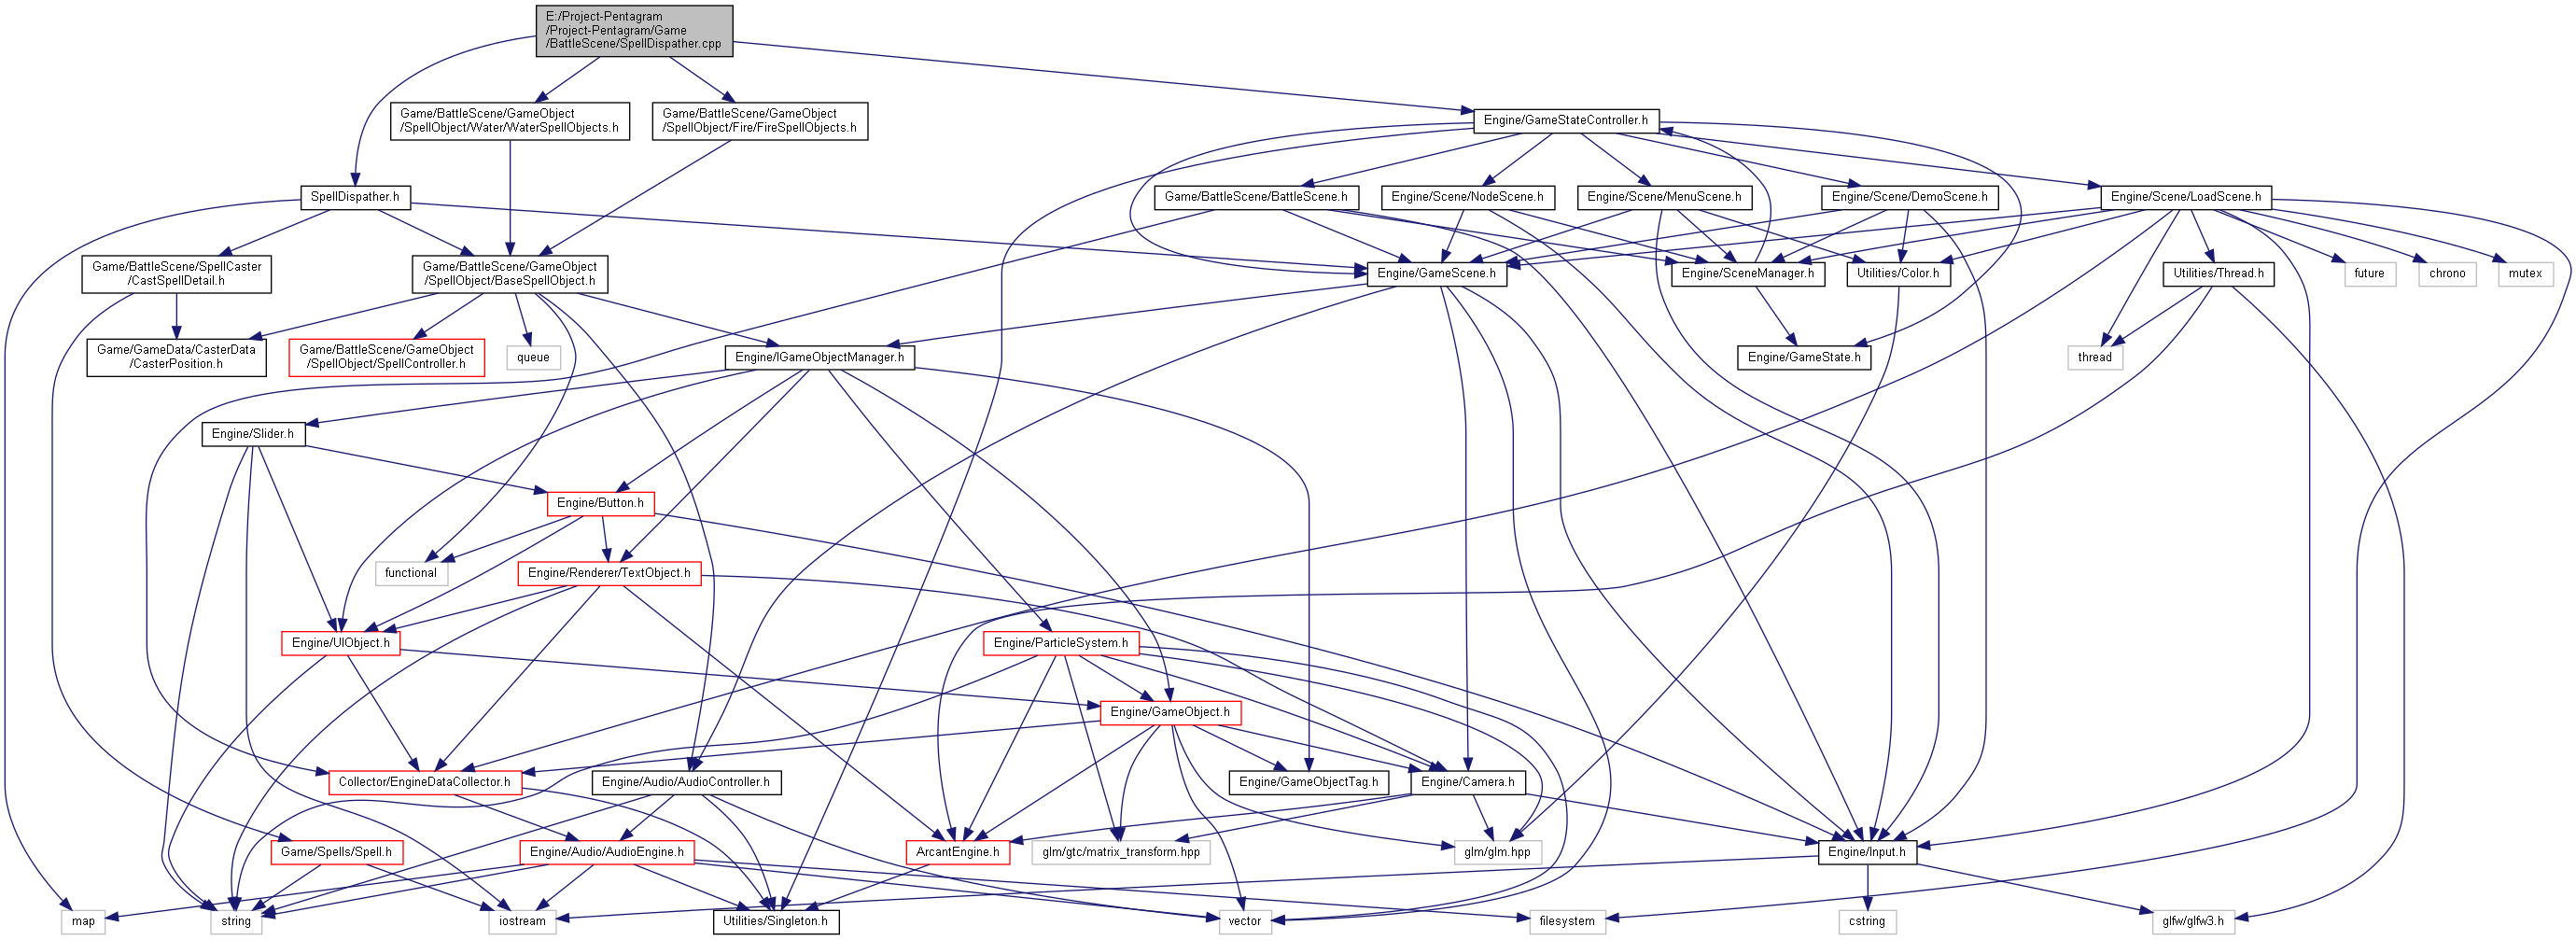 E:/Project-Pentagram
/Project-Pentagram/Game
/BattleScene/SpellDispather.cpp
Game/BattleScene/GameObject
/SpellObject/Water/WaterSpellObjects.h
Game/BattleScene/GameObject
/SpellObject/Fire/FireSpellObjects.h
Engine/GameStateController.h
SpellDispather.h
Game/BattleScene/BattleScene.h
Engine/Scene/NodeScene.h
Engine/Scene/MenuScene.h
Engine/Scene/DemoScene.h
Engine/Scene/LoadScene.h
Game/BattleScene/SpellCaster
/CastSpellDetail.h
Game/BattleScene/GameObject
/SpellObject/BaseSpellObject.h
Engine/GameScene.h
Engine/SceneManager.h
Utilities/Color.h
Utilities/Thread.h
future
chrono
mutex
Game/GameData/CasterData
/CasterPosition.h
Game/BattleScene/GameObject
/SpellObject/SpellController.h
queue
Engine/IGameObjectManager.h
Engine/GameState.h
thread
Engine/Slider.h
Engine/Button.h
functional
Engine/Renderer/TextObject.h
Engine/UIObject.h
Engine/ParticleSystem.h
Engine/GameObject.h
Collector/EngineDataCollector.h
Engine/Audio/AudioController.h
Engine/GameObjectTag.h
Engine/Camera.h
Game/Spells/Spell.h
Engine/Audio/AudioEngine.h
ArcantEngine.h
glm/gtc/matrix_transform.hpp
glm/glm.hpp
Engine/Input.h
map
string
iostream
Utilities/Singleton.h
vector
filesystem
cstring
glfw/glfw3.h